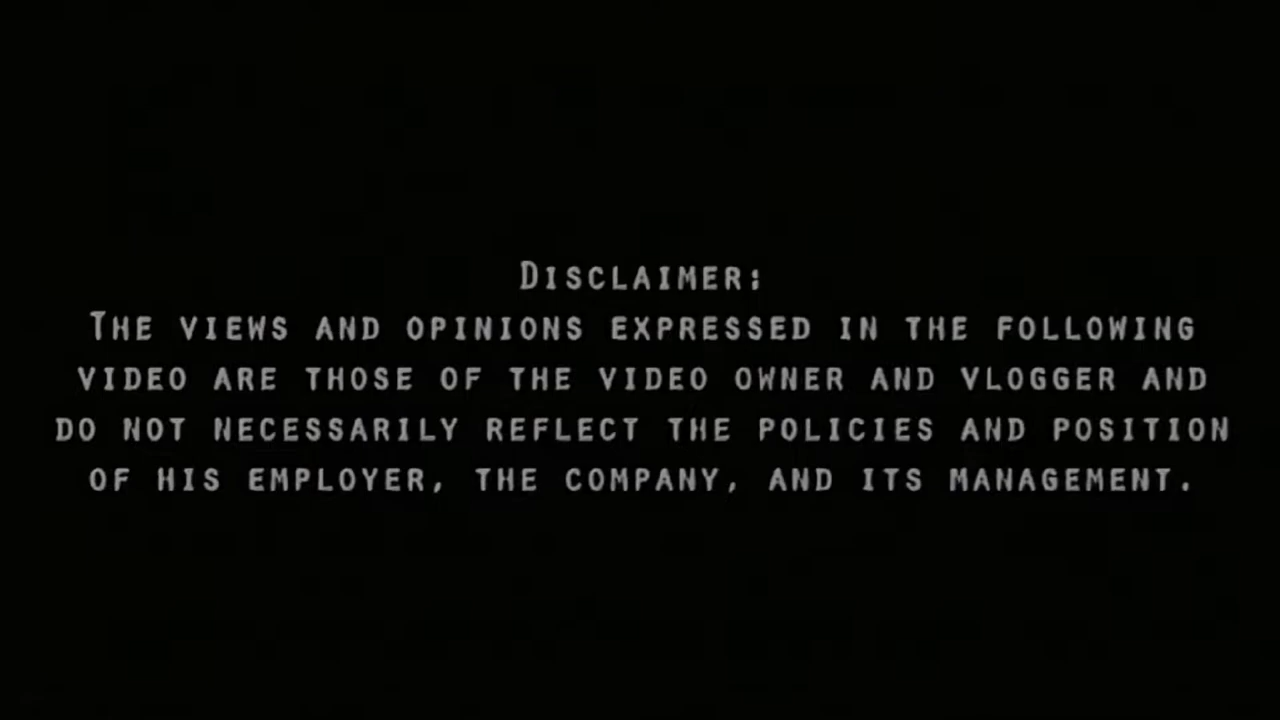 Disclaimer:
The views and opinions expressed in the following
video are those of the video owner and vlogger and
do not necessarily reflect the policies and position
of his employer, the company, and its management.